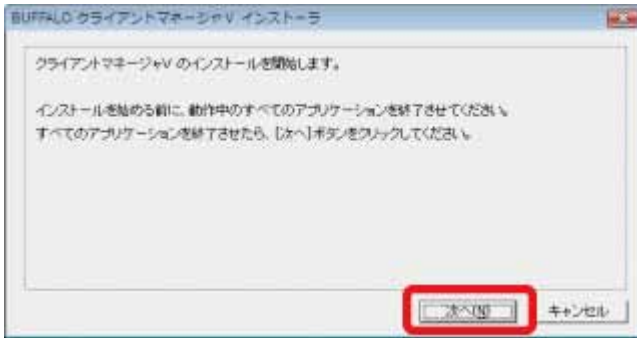 BUFFALO クライアントマネージャV インストーラ
クライアントマネージャV のインストールを開始します。
インストールを始める前に、動作中のすべてのアプリケーションを終了させてください。
すべてのアプリケーションを終了させたら、[次へ]ボタンをクリックしてください。
次へ(N)
キャンセル